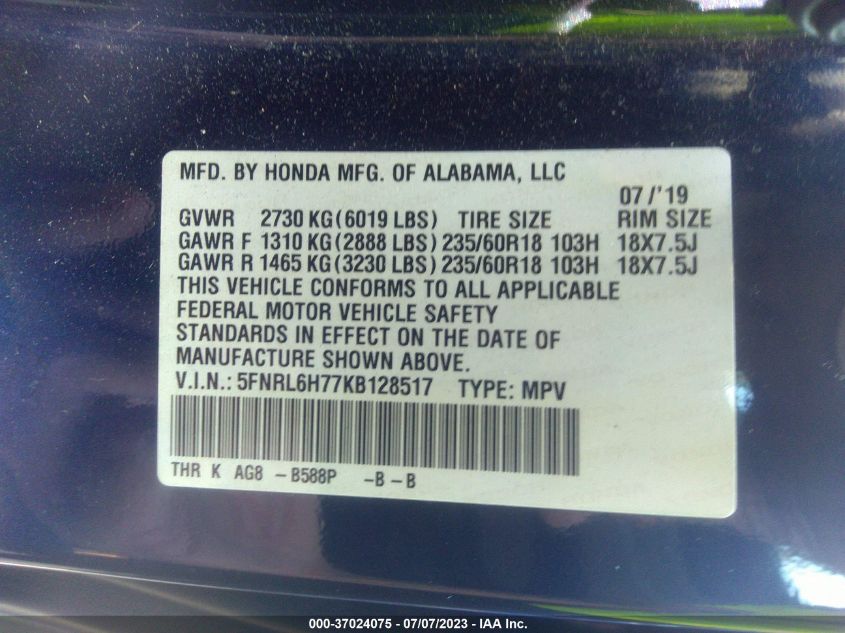 MFD. BY HONDA MFG. OF ALABAMA, LLC
07/'19
GVWR 2730 KG(6019 LBS) TIRE SIZE RIM SIZE
GAWR F 1310 KG(2888 LBS) 235/60R18 103H 18X7.5J
GAWR R 1465 KG(3230 LBS) 235/60R18 103H 18X7.5J
THIS VEHICLE CONFORMS TO ALL APPLICABLE
FEDERAL MOTOR VEHICLE SAFETY
STANDARDS IN EFFECT ON THE DATE OF
MANUFACTURE SHOWN ABOVE.
V.I.N.: 5FNRL6H77KB128517 TYPE: MPV
THR K AG8 -B588P -B-B
000-37024075 - 07/07/2023 - IAA Inc.